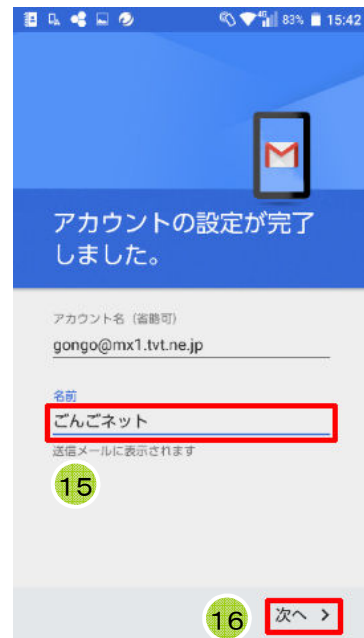 4G 83% 15:42
アカウントの設定が完了
しました。
アカウント名（省略可）
gongo@mx1.tvt.ne.jp
名前
ごんごネット
送信メールに表示されます
15
16 次へ >